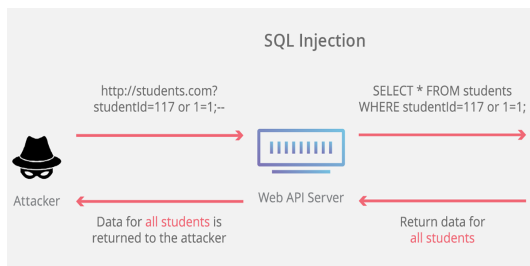 SQL Injection
http://students.com?
studentId=117 or 1=1;--
SELECT * FROM students
WHERE studentId=117 or 1=1;
Attacker
Web API Server
Data for all students is
returned to the attacker
Return data for
all students